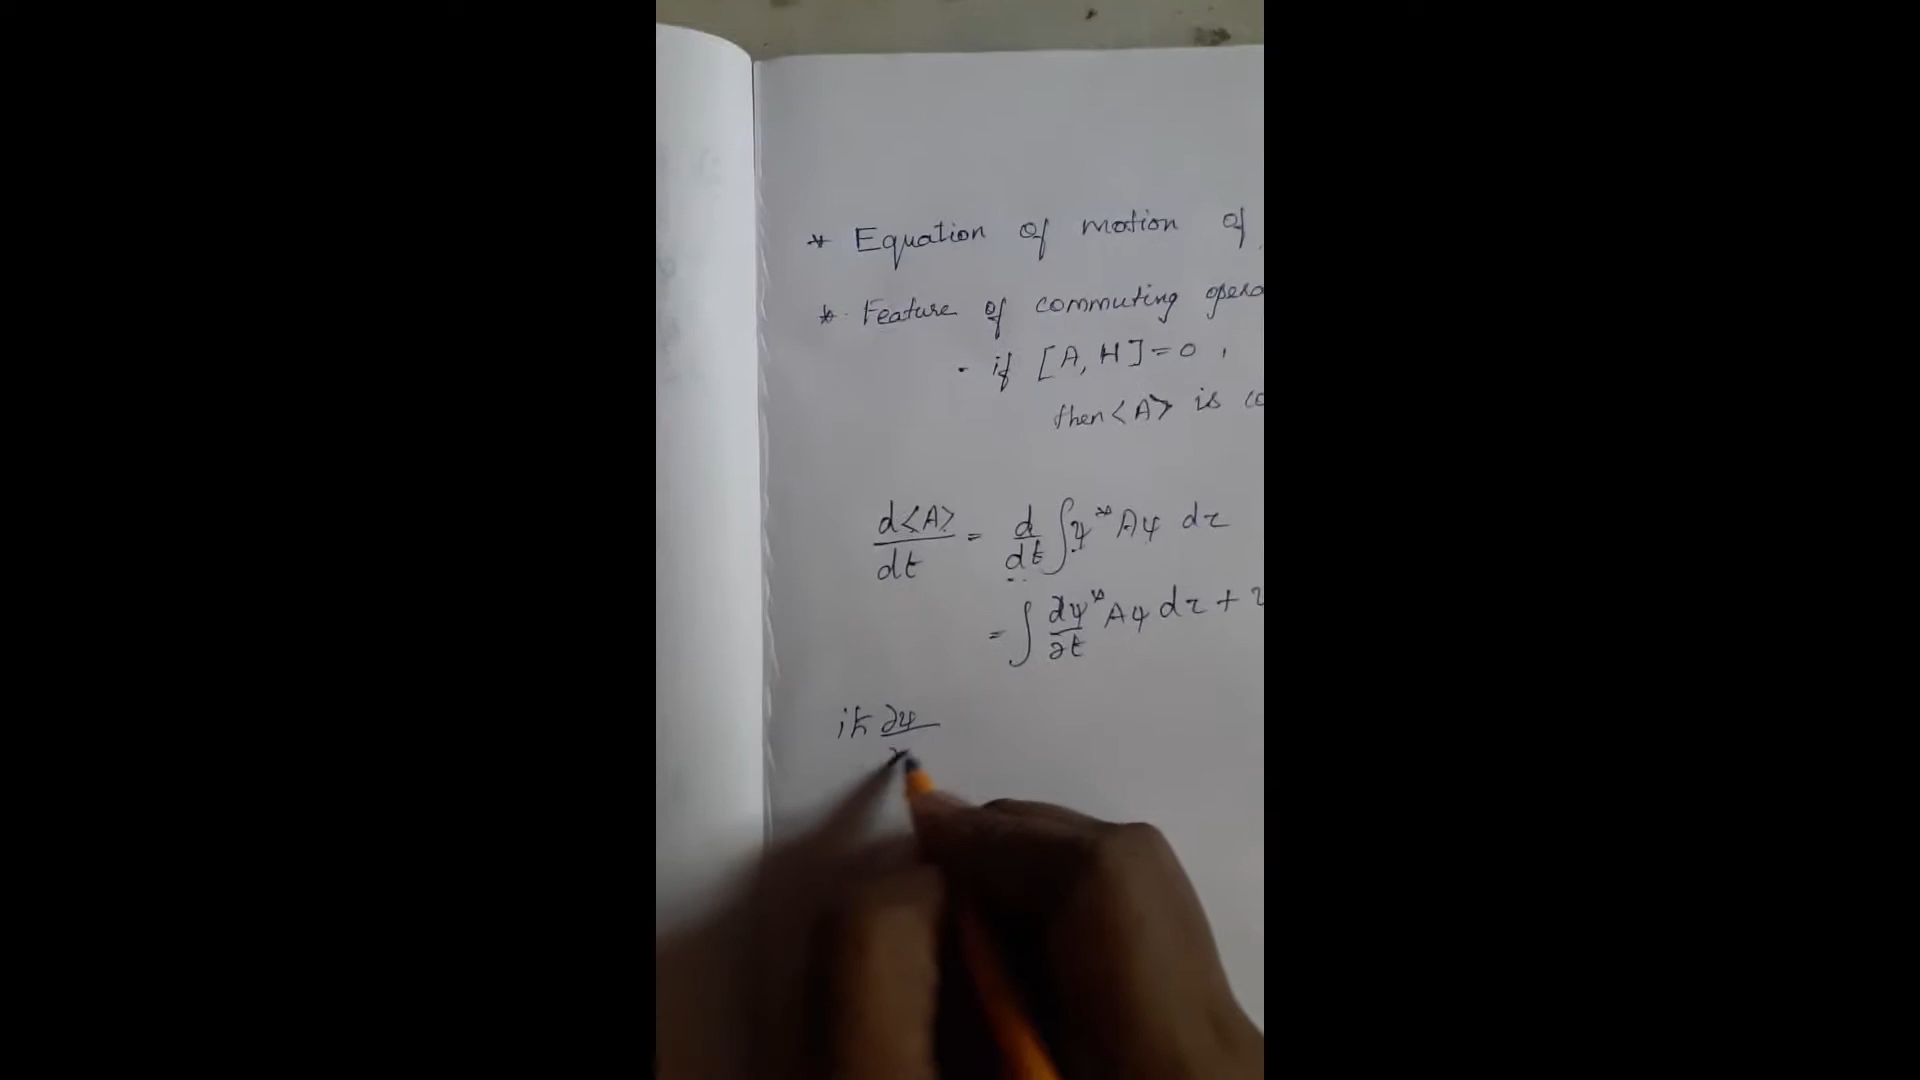 * Equation of motion of
* Feature of commuting opera
· if [A, H] = 0,
then <A> is co
d<A>/dt = d/dt ∫ψ* Aψ dτ
= ∫ ∂ψ*/∂t Aψ dτ +
iħ ∂ψ